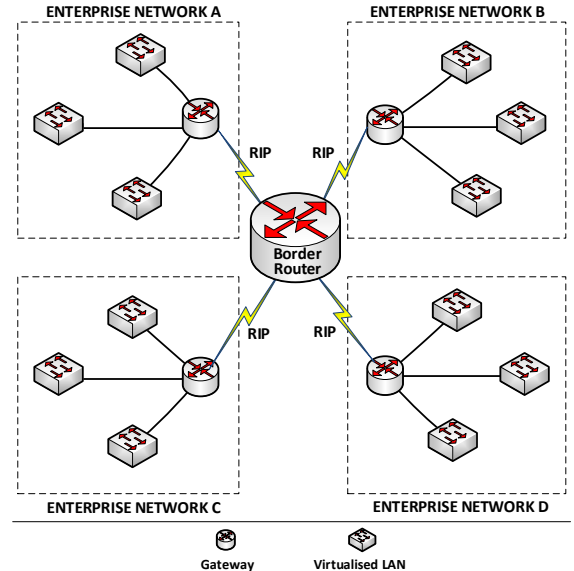 ENTERPRISE NETWORK A
ENTERPRISE NETWORK B
RIP
RIP
Border
Router
RIP
RIP
ENTERPRISE NETWORK C
ENTERPRISE NETWORK D
Gateway
Virtualised LAN